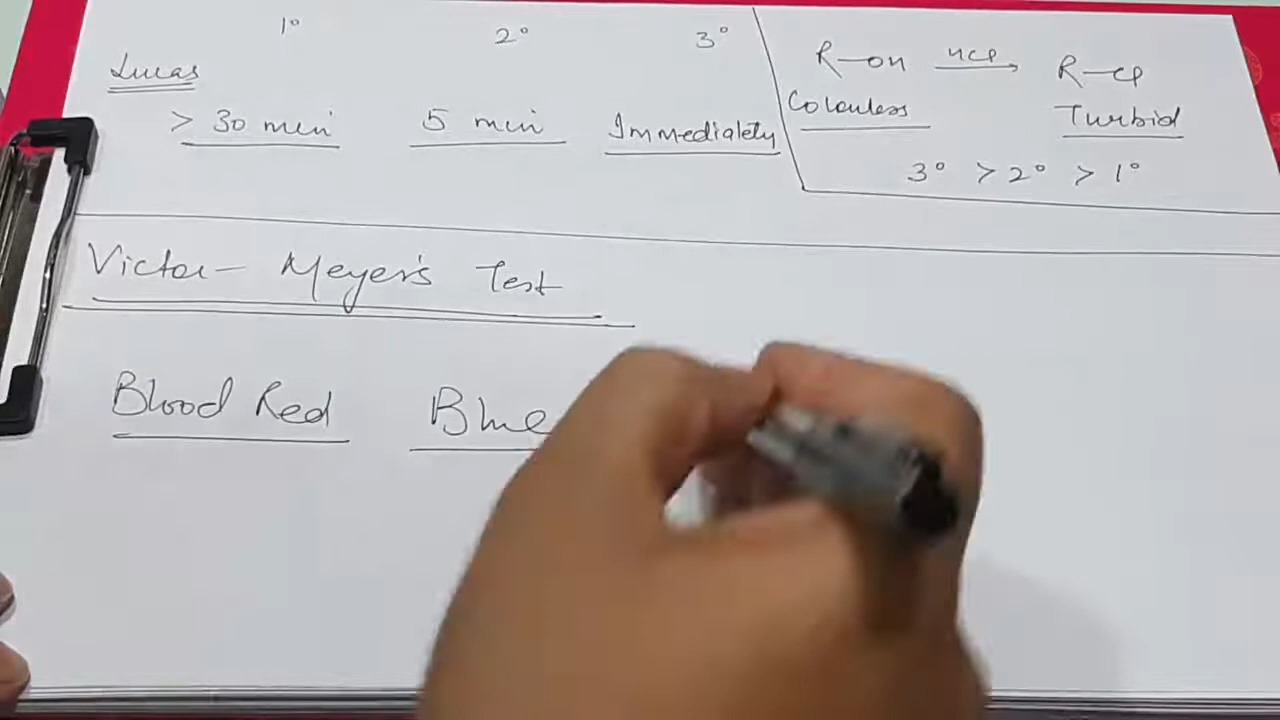 1° 2° 3°
Lucas
> 30 min 5 min Immedialety
R-OH HCl → R-Cl
Colourless Turbid
3° > 2° > 1°
Victor- Meyer's Test
Blood Red Blue